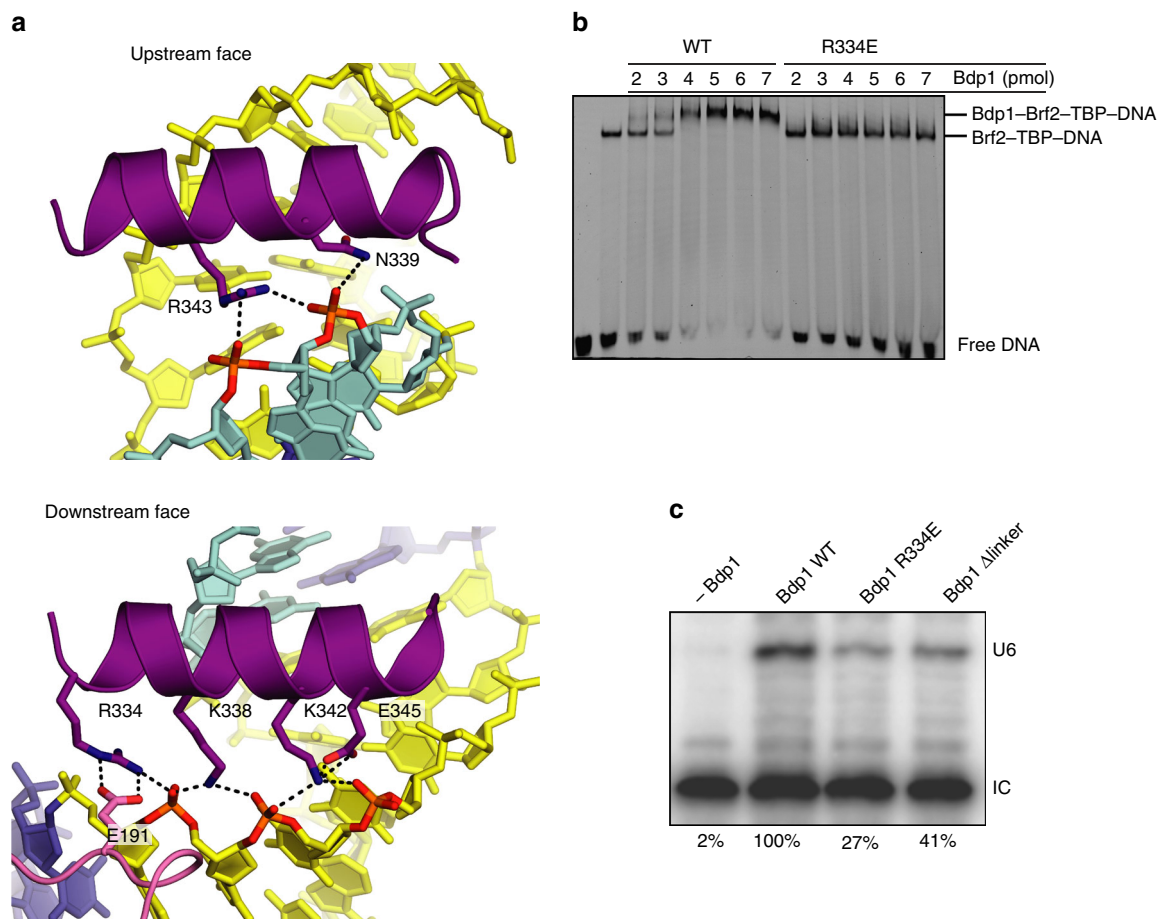 a
Upstream face
N339
R343
Downstream face
R334 K338 K342 E345
E191
b
WT R334E
2 3 4 5 6 7 2 3 4 5 6 7 Bdp1 (pmol)
Bdp1–Brf2–TBP–DNA
Brf2–TBP–DNA
Free DNA
c
– Bdp1 Bdp1 WT Bdp1 R334E Bdp1 Δlinker
U6
IC
2% 100% 27% 41%